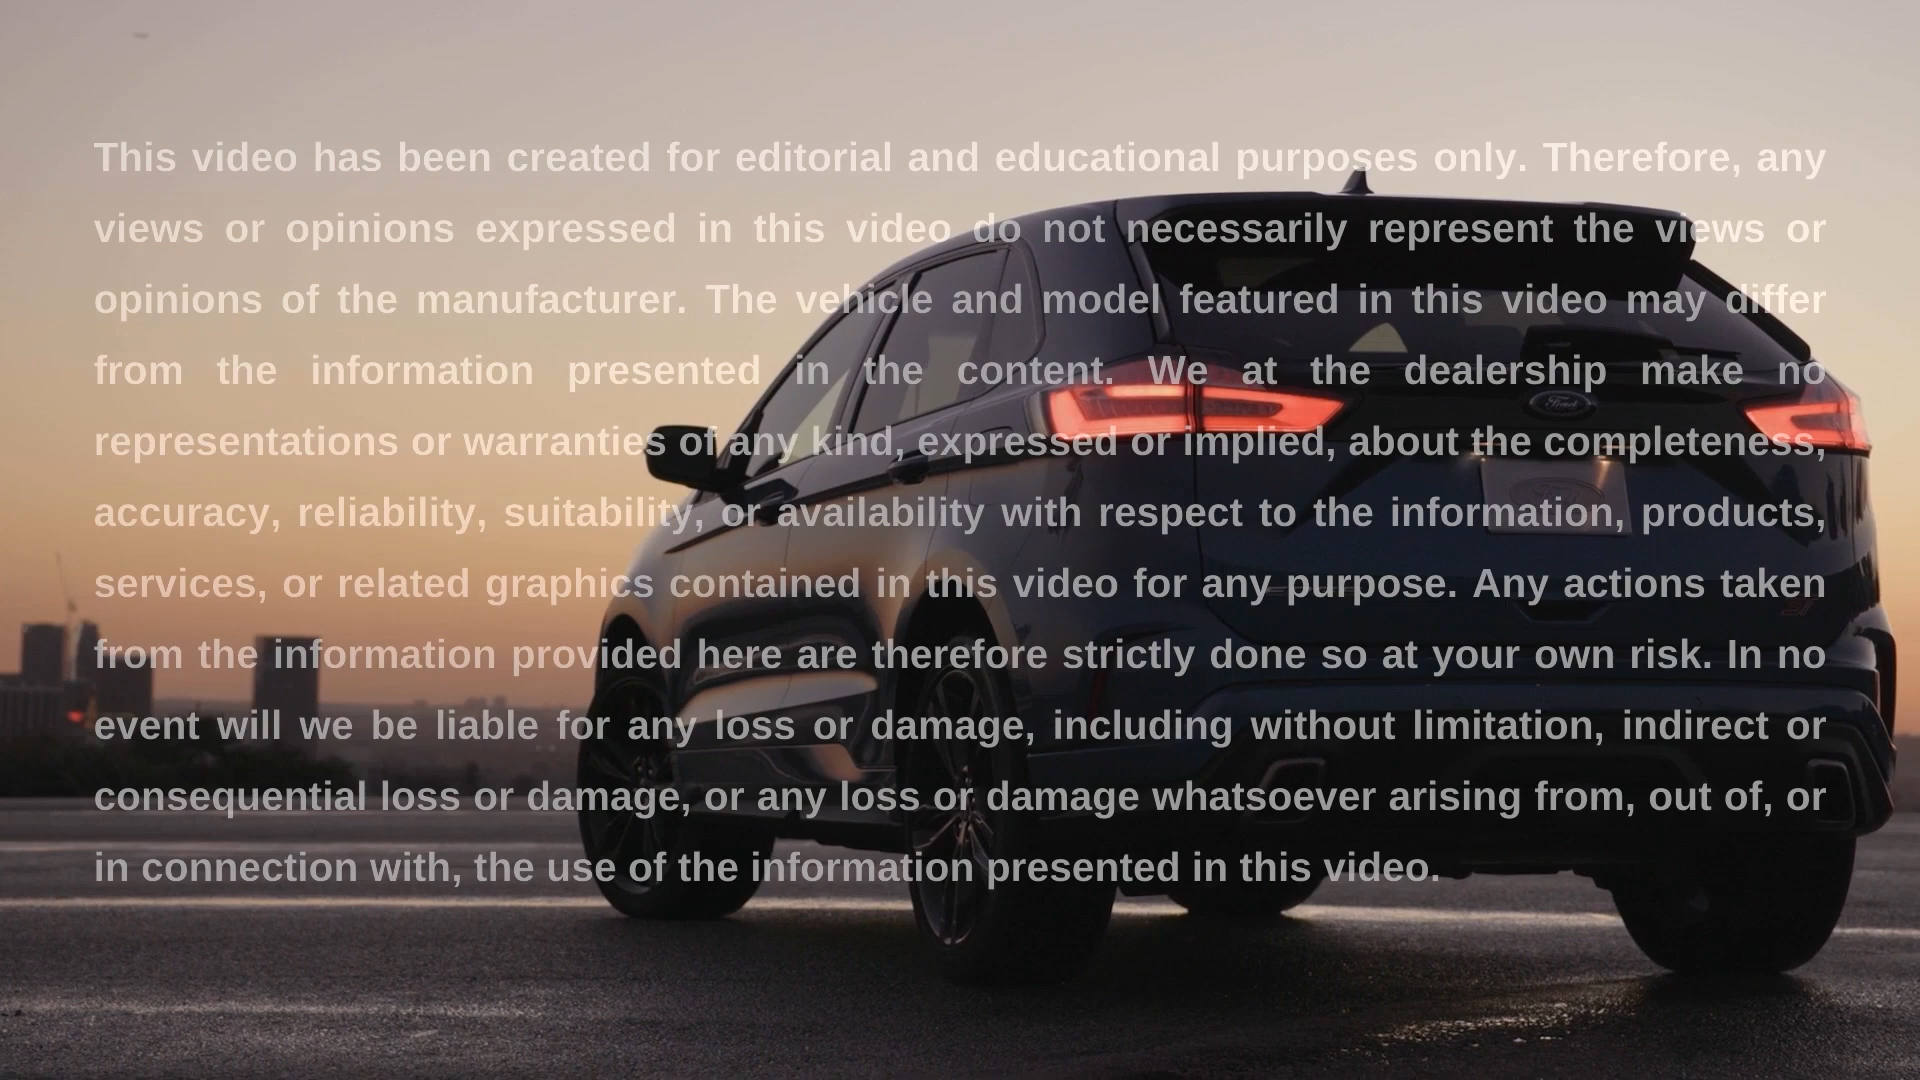 This video has been created for editorial and educational purposes only. Therefore, any
views or opinions expressed in this video do not necessarily represent the views or
opinions of the manufacturer. The vehicle and model featured in this video may differ
from the information presented in the content. We at the dealership make no
representations or warranties of any kind, expressed or implied, about the completeness,
accuracy, reliability, suitability, or availability with respect to the information, products,
services, or related graphics contained in this video for any purpose. Any actions taken
from the information provided here are therefore strictly done so at your own risk. In no
event will we be liable for any loss or damage, including without limitation, indirect or
consequential loss or damage, or any loss or damage whatsoever arising from, out of, or
in connection with, the use of the information presented in this video.
Ford
ST